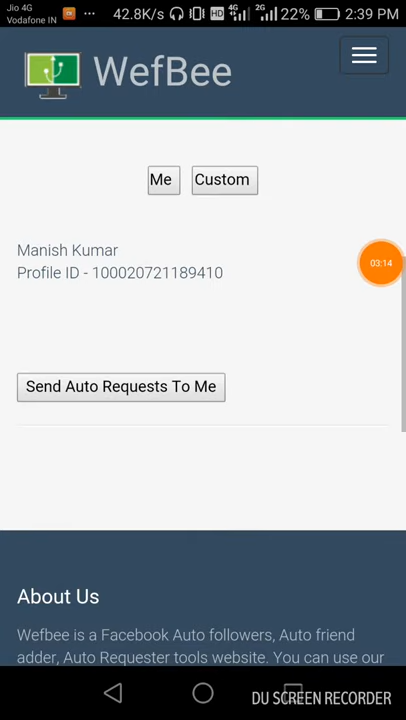 Jio 4G
Vodafone IN
42.8K/s HD 4G 2G 22% 2:39 PM
WefBee
Me Custom
Manish Kumar
Profile ID - 100020721189410
03:14
Send Auto Requests To Me
About Us
Wefbee is a Facebook Auto followers, Auto friend
adder, Auto Requester tools website. You can use our
DU SCREEN RECORDER